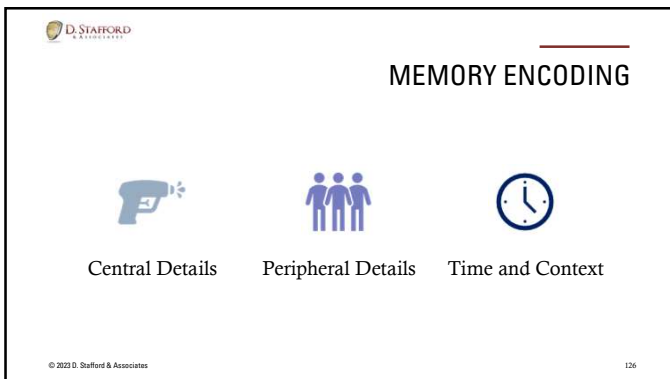 D. STAFFORD
& ASSOCIATES
MEMORY ENCODING
Central Details
Peripheral Details
Time and Context
© 2023 D. Stafford & Associates
126